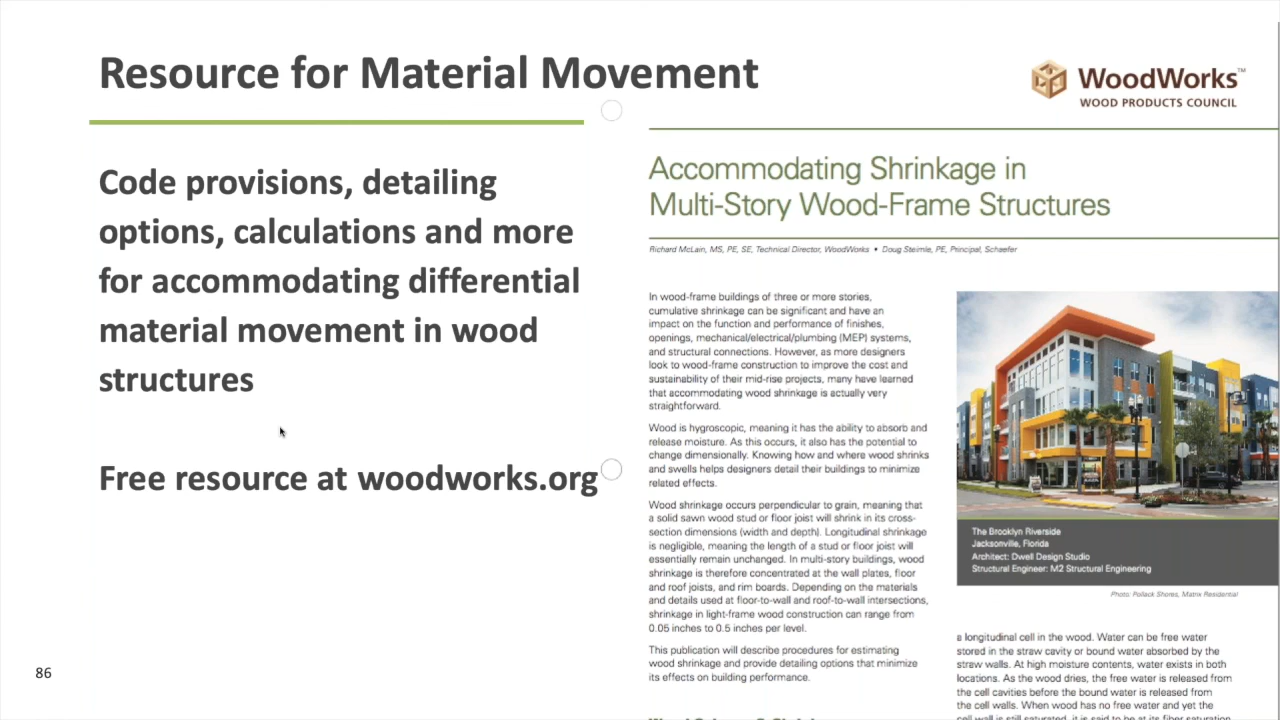 Resource for Material Movement
WoodWorks™
WOOD PRODUCTS COUNCIL
Code provisions, detailing
options, calculations and more
for accommodating differential
material movement in wood
structures
Free resource at woodworks.org
86
Accommodating Shrinkage in
Multi-Story Wood-Frame Structures
Richard McLain, MS, PE, SE, Technical Director, WoodWorks • Doug Steimle, PE, Principal, Schaefer
In wood-frame buildings of three or more stories,
cumulative shrinkage can be significant and have an
impact on the function and performance of finishes,
openings, mechanical/electrical/plumbing (MEP) systems,
and structural connections. However, as more designers
look to wood-frame construction to improve the cost and
sustainability of their mid-rise projects, many have learned
that accommodating wood shrinkage is actually very
straightforward.
Wood is hygroscopic, meaning it has the ability to absorb and
release moisture. As this occurs, it also has the potential to
change dimensionally. Knowing how and where wood shrinks
and swells helps designers detail their buildings to minimize
related effects.
Wood shrinkage occurs perpendicular to grain, meaning that
a solid sawn wood stud or floor joist will shrink in its cross-
section dimensions (width and depth). Longitudinal shrinkage
is negligible, meaning the length of a stud or floor joist will
essentially remain unchanged. In multi-story buildings, wood
shrinkage is therefore concentrated at the wall plates, floor
and roof joists, and rim boards. Depending on the materials
and details used at floor-to-wall and roof-to-wall intersections,
shrinkage in light-frame wood construction can range from
0.05 inches to 0.5 inches per level.
This publication will describe procedures for estimating
wood shrinkage and provide detailing options that minimize
its effects on building performance.
The Brooklyn Riverside
Jacksonville, Florida
Architect: Dwell Design Studio
Structural Engineer: M2 Structural Engineering
Photo: Pollack Shores, Matrix Residential
a longitudinal cell in the wood. Water can be free water
stored in the straw cavity or bound water absorbed by the
straw walls. At high moisture contents, water exists in both
locations. As the wood dries, the free water is released from
the cell cavities before the bound water is released from
the cell walls. When wood has no free water and yet the
cell wall is still saturated, it is said to be at its fiber saturation